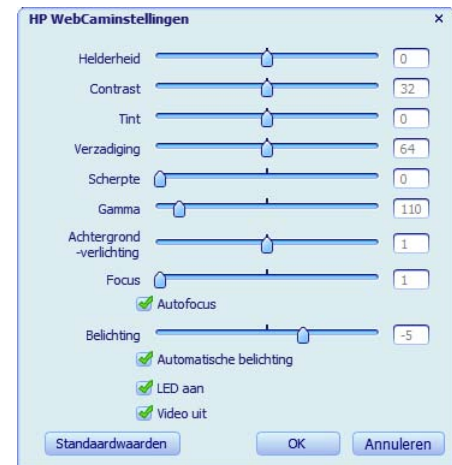 HP WebCaminstellingen ×
Helderheid 0
Contrast 32
Tint 0
Verzadiging 64
Scherpte 0
Gamma 110
Achtergrond
-verlichting 1
Focus 1
Autofocus
Belichting -5
Automatische belichting
LED aan
Video uit
Standaardwaarden OK Annuleren